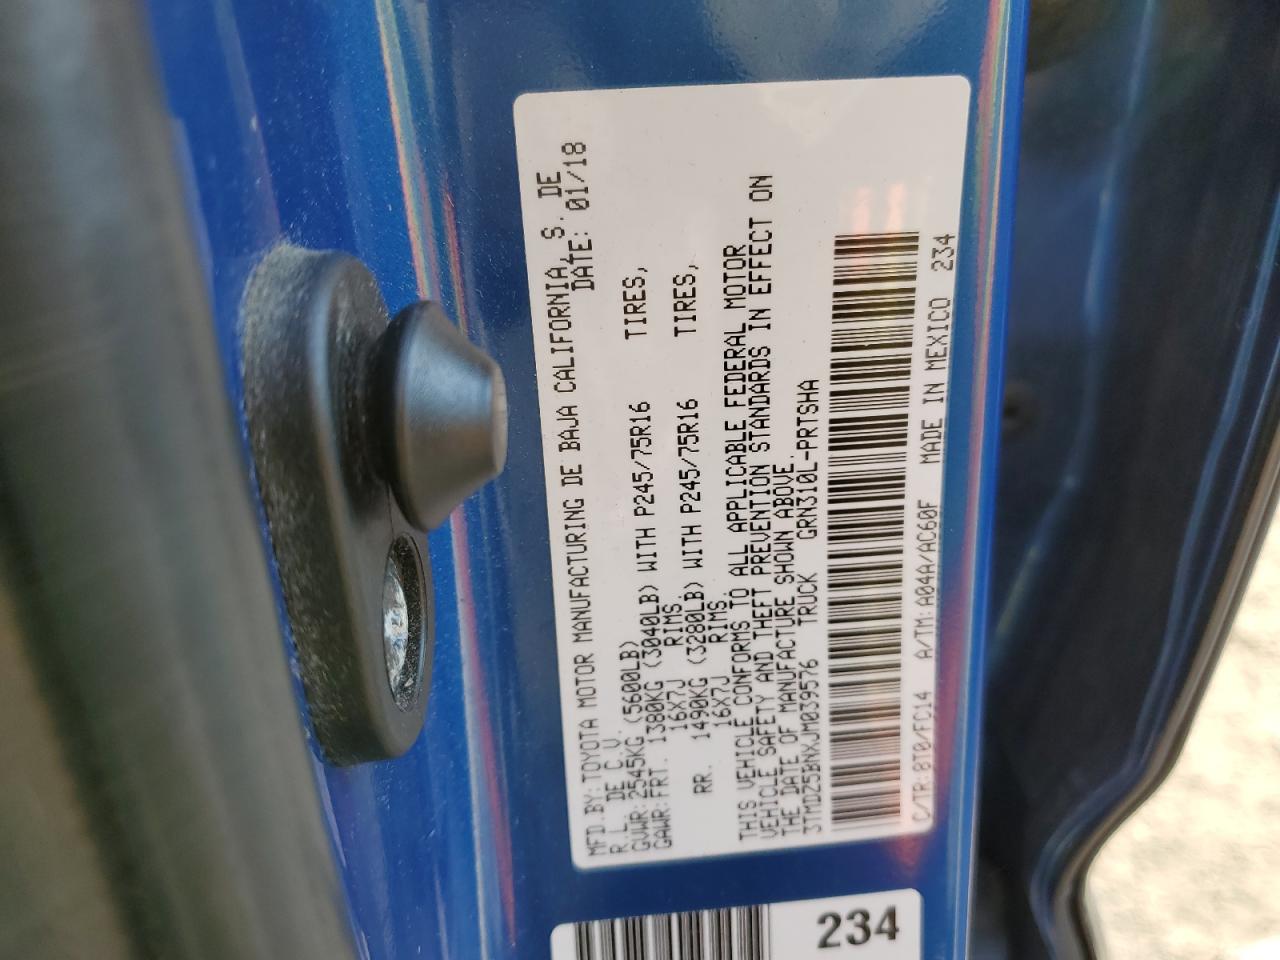 MFD.BY:TOYOTA MOTOR MANUFACTURING DE BAJA CALIFORNIA, S. DE
R.L. DE C.V. DATE: 01/18
GVWR:2545KG (5600LB)
GAWR:FRT. 1380KG (3040LB) WITH P245/75R16 TIRES,
16X7J RIMS.
RR. 1490KG (3280LB) WITH P245/75R16 TIRES,
16X7J RIMS.
THIS VEHICLE CONFORMS TO ALL APPLICABLE FEDERAL MOTOR
VEHICLE SAFETY AND THEFT PREVENTION STANDARDS IN EFFECT ON
THE DATE OF MANUFACTURE SHOWN ABOVE.
3TMDZ5BNXJM039576 TRUCK GRN310L-PRTSHA
C/TR:8T0/FC14 A/TM:A04A/AC60F MADE IN MEXICO 234
234